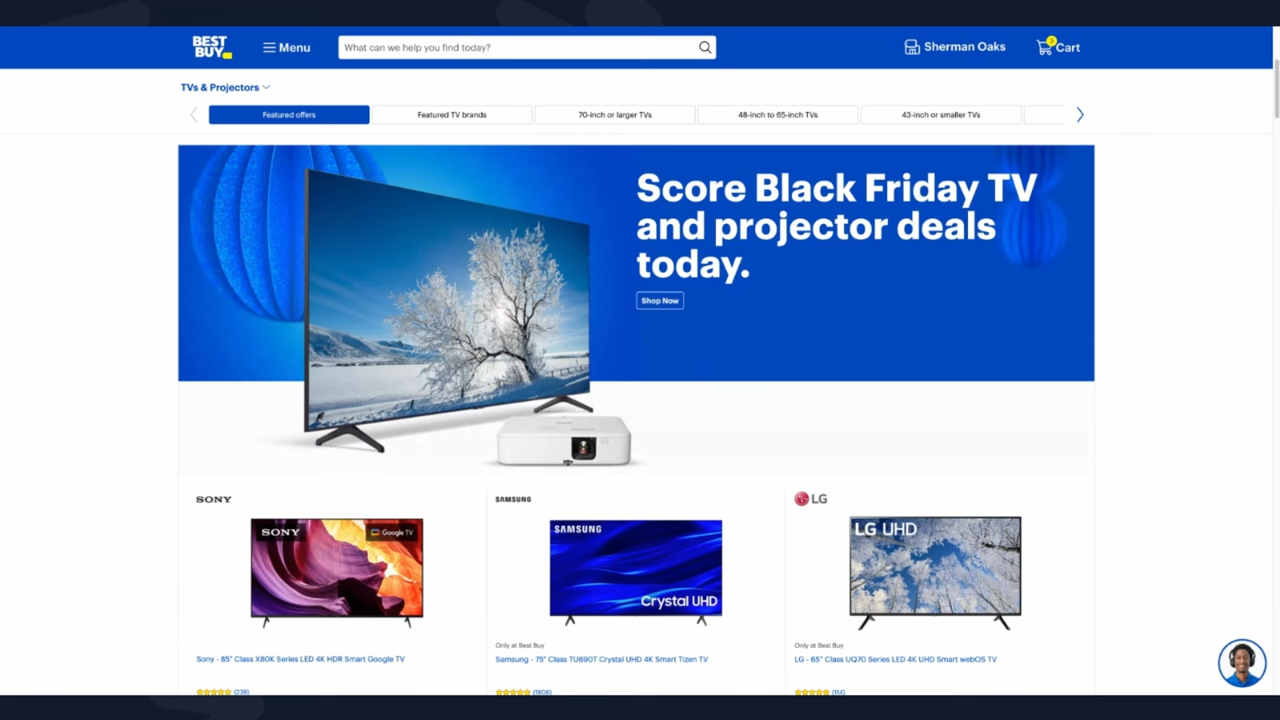 BEST
BUY
Menu
What can we help you find today?
Sherman Oaks
Cart
TVs & Projectors
Featured offers
Featured TV brands
70-inch or larger TVs
48-inch to 65-inch TVs
43-inch or smaller TVs
Score Black Friday TV
and projector deals
today.
Shop Now
SONY
SAMSUNG
LG
SONY
Google TV
SAMSUNG
Crystal UHD
LG UHD
Only at Best Buy
Only at Best Buy
Sony - 85" Class X80K Series LED 4K HDR Smart Google TV
Samsung - 75" Class TU690T Crystal UHD 4K Smart Tizen TV
LG - 65" Class UQ70 Series LED 4K UHD Smart webOS TV
(236)
(1806)
(114)